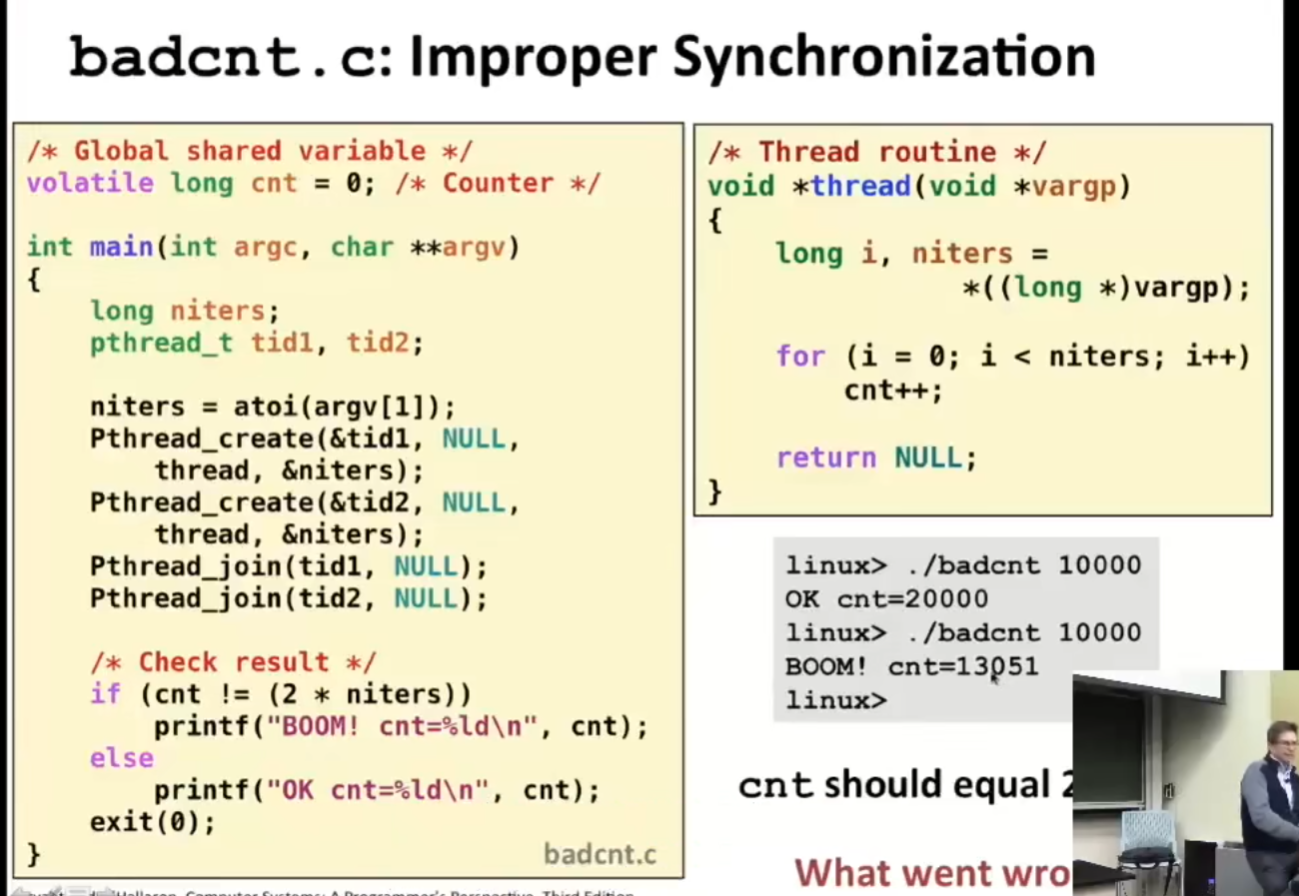 badcnt.c: Improper Synchronization
/* Global shared variable */
volatile long cnt = 0; /* Counter */
int main(int argc, char **argv)
{
    long niters;
    pthread_t tid1, tid2;
    niters = atoi(argv[1]);
    Pthread_create(&tid1, NULL,
        thread, &niters);
    Pthread_create(&tid2, NULL,
        thread, &niters);
    Pthread_join(tid1, NULL);
    Pthread_join(tid2, NULL);
    /* Check result */
    if (cnt != (2 * niters))
        printf("BOOM! cnt=%ld\n", cnt);
    else
        printf("OK cnt=%ld\n", cnt);
    exit(0);
}
badcnt.c
/* Thread routine */
void *thread(void *vargp)
{
    long i, niters =
               *((long *)vargp);
    for (i = 0; i < niters; i++)
        cnt++;
    return NULL;
}
linux> ./badcnt 10000
OK cnt=20000
linux> ./badcnt 10000
BOOM! cnt=13051
linux>
cnt should equal 2
What went wro
Hallaron, Computer Systems: A Programmer's Perspective, Third Edition